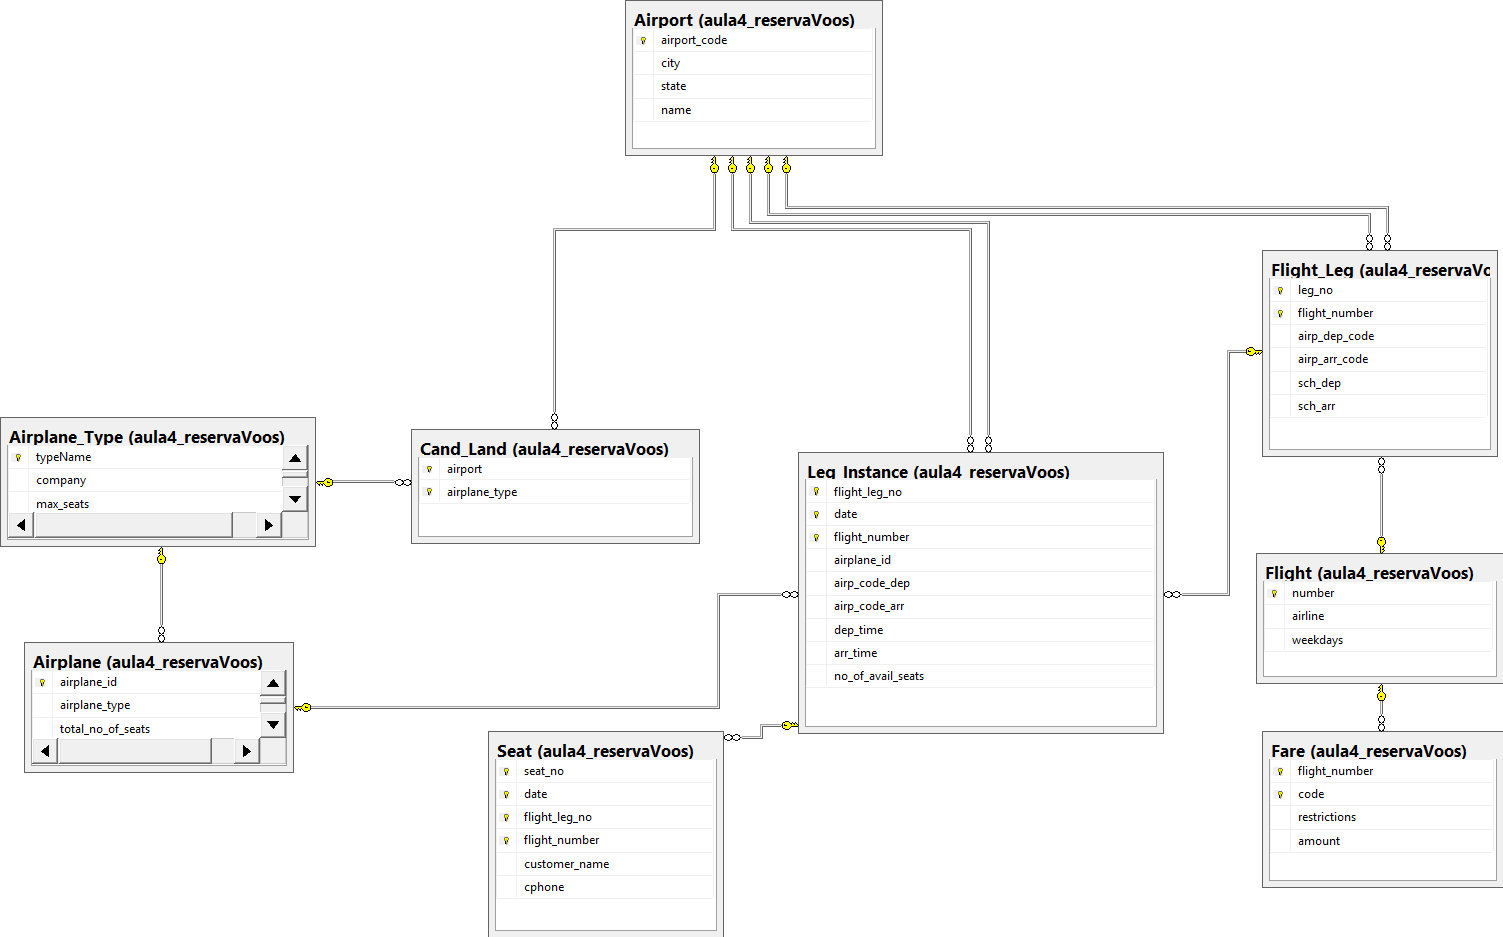 Airport (aula4_reservaVoos)
airport_code
city
state
name
Flight_Leg (aula4_reservaVo
leg_no
flight_number
airp_dep_code
airp_arr_code
sch_dep
sch_arr
Airplane_Type (aula4_reservaVoos)
typeName
company
max_seats
Cand_Land (aula4_reservaVoos)
airport
airplane_type
Leg_Instance (aula4_reservaVoos)
flight_leg_no
date
flight_number
airplane_id
airp_code_dep
airp_code_arr
dep_time
arr_time
no_of_avail_seats
Flight (aula4_reservaVoos)
number
airline
weekdays
Airplane (aula4_reservaVoos)
airplane_id
airplane_type
total_no_of_seats
Seat (aula4_reservaVoos)
seat_no
date
flight_leg_no
flight_number
customer_name
cphone
Fare (aula4_reservaVoos)
flight_number
code
restrictions
amount